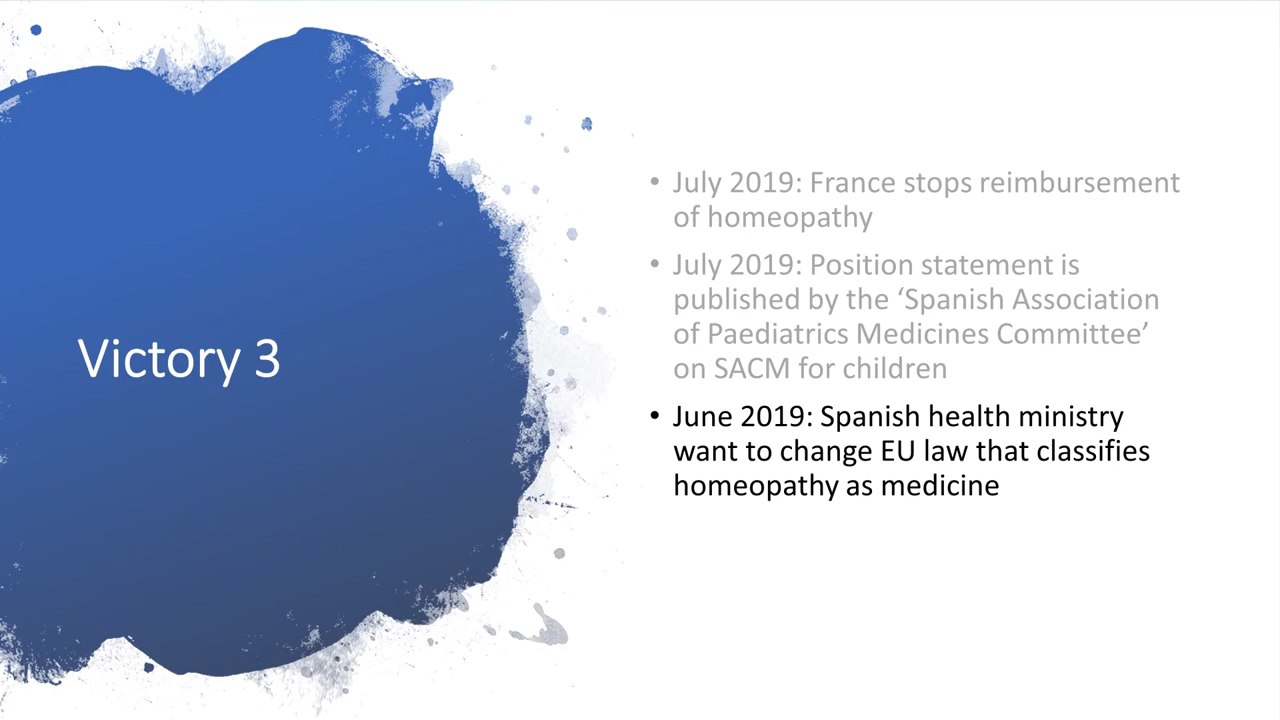 Victory 3
• July 2019: France stops reimbursement
of homeopathy
• July 2019: Position statement is
published by the ‘Spanish Association
of Paediatrics Medicines Committee’
on SACM for children
• June 2019: Spanish health ministry
want to change EU law that classifies
homeopathy as medicine